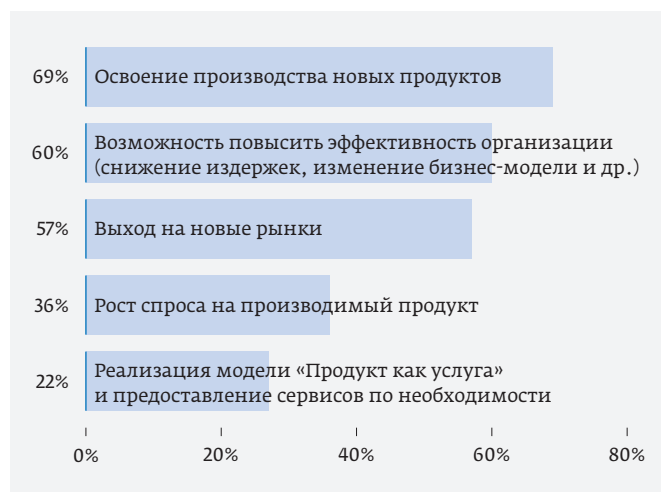 69% Освоение производства новых продуктов
60% Возможность повысить эффективность организации
(снижение издержек, изменение бизнес-модели и др.)
57% Выход на новые рынки
36% Рост спроса на производимый продукт
22% Реализация модели «Продукт как услуга»
и предоставление сервисов по необходимости
0% 20% 40% 60% 80%